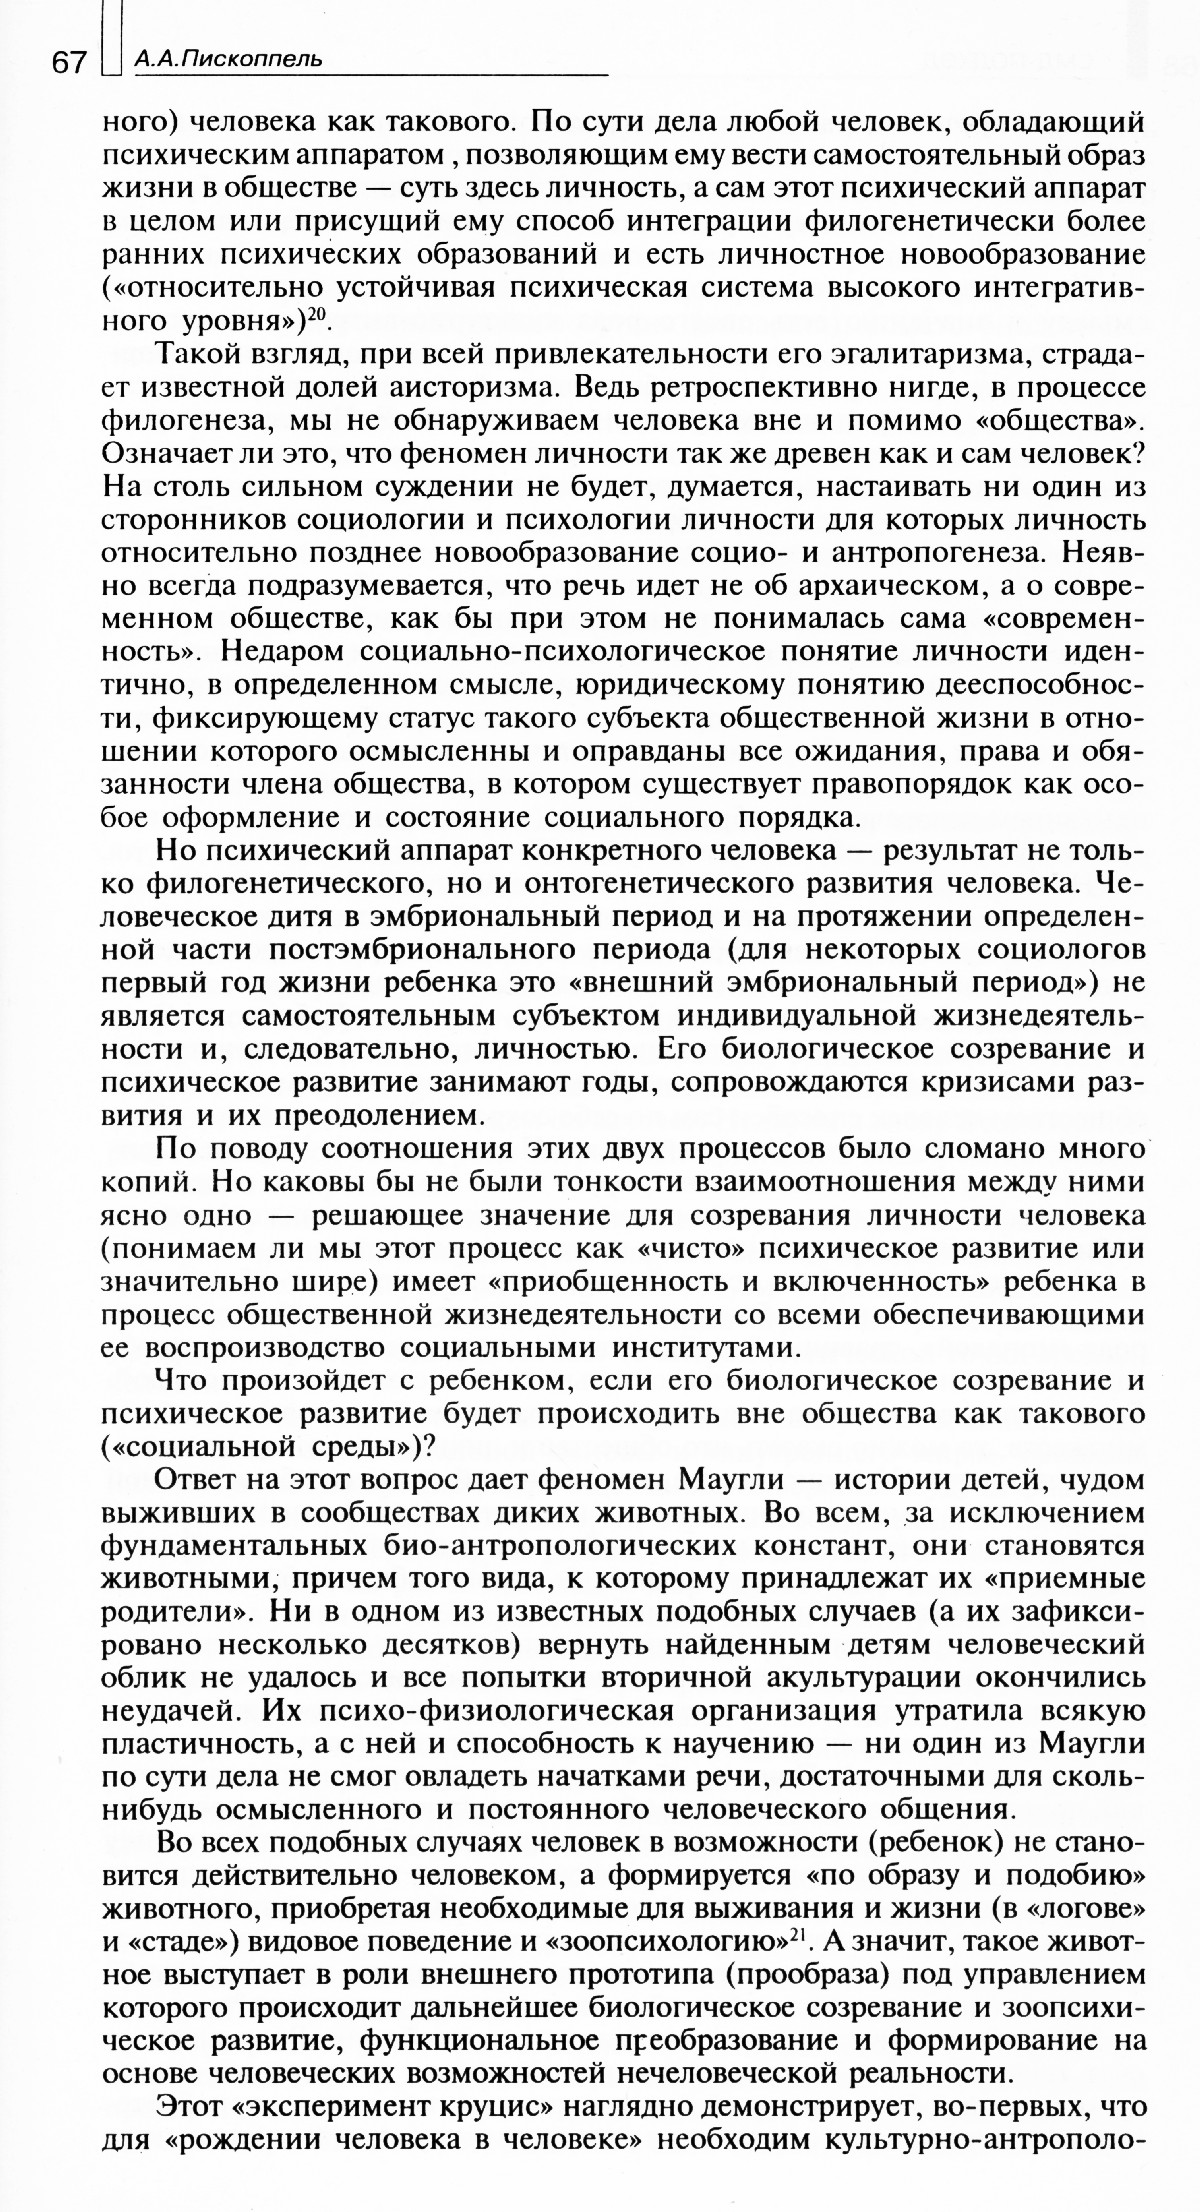 67
А.А.Пископпель
ного) человека как такового. По сути дела любой человек, обладающий
психическим аппаратом , позволяющим ему вести самостоятельный образ
жизни в обществе — суть здесь личность, а сам этот психический аппарат
в целом или присущий ему способ интеграции филогенетически более
ранних психических образований и есть личностное новообразование
(«относительно устойчивая психическая система высокого интегратив-
ного уровня»)²⁰.
Такой взгляд, при всей привлекательности его эгалитаризма, страда-
ет известной долей аисторизма. Ведь ретроспективно нигде, в процессе
филогенеза, мы не обнаруживаем человека вне и помимо «общества».
Означает ли это, что феномен личности так же древен как и сам человек?
На столь сильном суждении не будет, думается, настаивать ни один из
сторонников социологии и психологии личности для которых личность
относительно позднее новообразование социо- и антропогенеза. Неяв-
но всегда подразумевается, что речь идет не об архаическом, а о совре-
менном обществе, как бы при этом не понималась сама «современ-
ность». Недаром социально-психологическое понятие личности иден-
тично, в определенном смысле, юридическому понятию дееспособнос-
ти, фиксирующему статус такого субъекта общественной жизни в отно-
шении которого осмысленны и оправданы все ожидания, права и обя-
занности члена общества, в котором существует правопорядок как осо-
бое оформление и состояние социального порядка.
Но психический аппарат конкретного человека — результат не толь-
ко филогенетического, но и онтогенетического развития человека. Че-
ловеческое дитя в эмбриональный период и на протяжении определен-
ной части постэмбрионального периода (для некоторых социологов
первый год жизни ребенка это «внешний эмбриональный период») не
является самостоятельным субъектом индивидуальной жизнедеятель-
ности и, следовательно, личностью. Его биологическое созревание и
психическое развитие занимают годы, сопровождаются кризисами раз-
вития и их преодолением.
По поводу соотношения этих двух процессов было сломано много
копий. Но каковы бы не были тонкости взаимоотношения между ними
ясно одно — решающее значение для созревания личности человека
(понимаем ли мы этот процесс как «чисто» психическое развитие или
значительно шире) имеет «приобщенность и включенность» ребенка в
процесс общественной жизнедеятельности со всеми обеспечивающими
ее воспроизводство социальными институтами.
Что произойдет с ребенком, если его биологическое созревание и
психическое развитие будет происходить вне общества как такового
(«социальной среды»)?
Ответ на этот вопрос дает феномен Маугли — истории детей, чудом
выживших в сообществах диких животных. Во всем, за исключением
фундаментальных био-антропологических констант, они становятся
животными, причем того вида, к которому принадлежат их «приемные
родители». Ни в одном из известных подобных случаев (а их зафикси-
ровано несколько десятков) вернуть найденным детям человеческий
облик не удалось и все попытки вторичной акультурации окончились
неудачей. Их психо-физиологическая организация утратила всякую
пластичность, а с ней и способность к научению — ни один из Маугли
по сути дела не смог овладеть начатками речи, достаточными для сколь-
нибудь осмысленного и постоянного человеческого общения.
Во всех подобных случаях человек в возможности (ребенок) не стано-
вится действительно человеком, а формируется «по образу и подобию»
животного, приобретая необходимые для выживания и жизни (в «логове»
и «стаде») видовое поведение и «зоопсихологию»²¹. А значит, такое живот-
ное выступает в роли внешнего прототипа (прообраза) под управлением
которого происходит дальнейшее биологическое созревание и зоопсихи-
ческое развитие, функциональное преобразование и формирование на
основе человеческих возможностей нечеловеческой реальности.
Этот «эксперимент круцис» наглядно демонстрирует, во-первых, что
для «рождении человека в человеке» необходим культурно-антрополо-